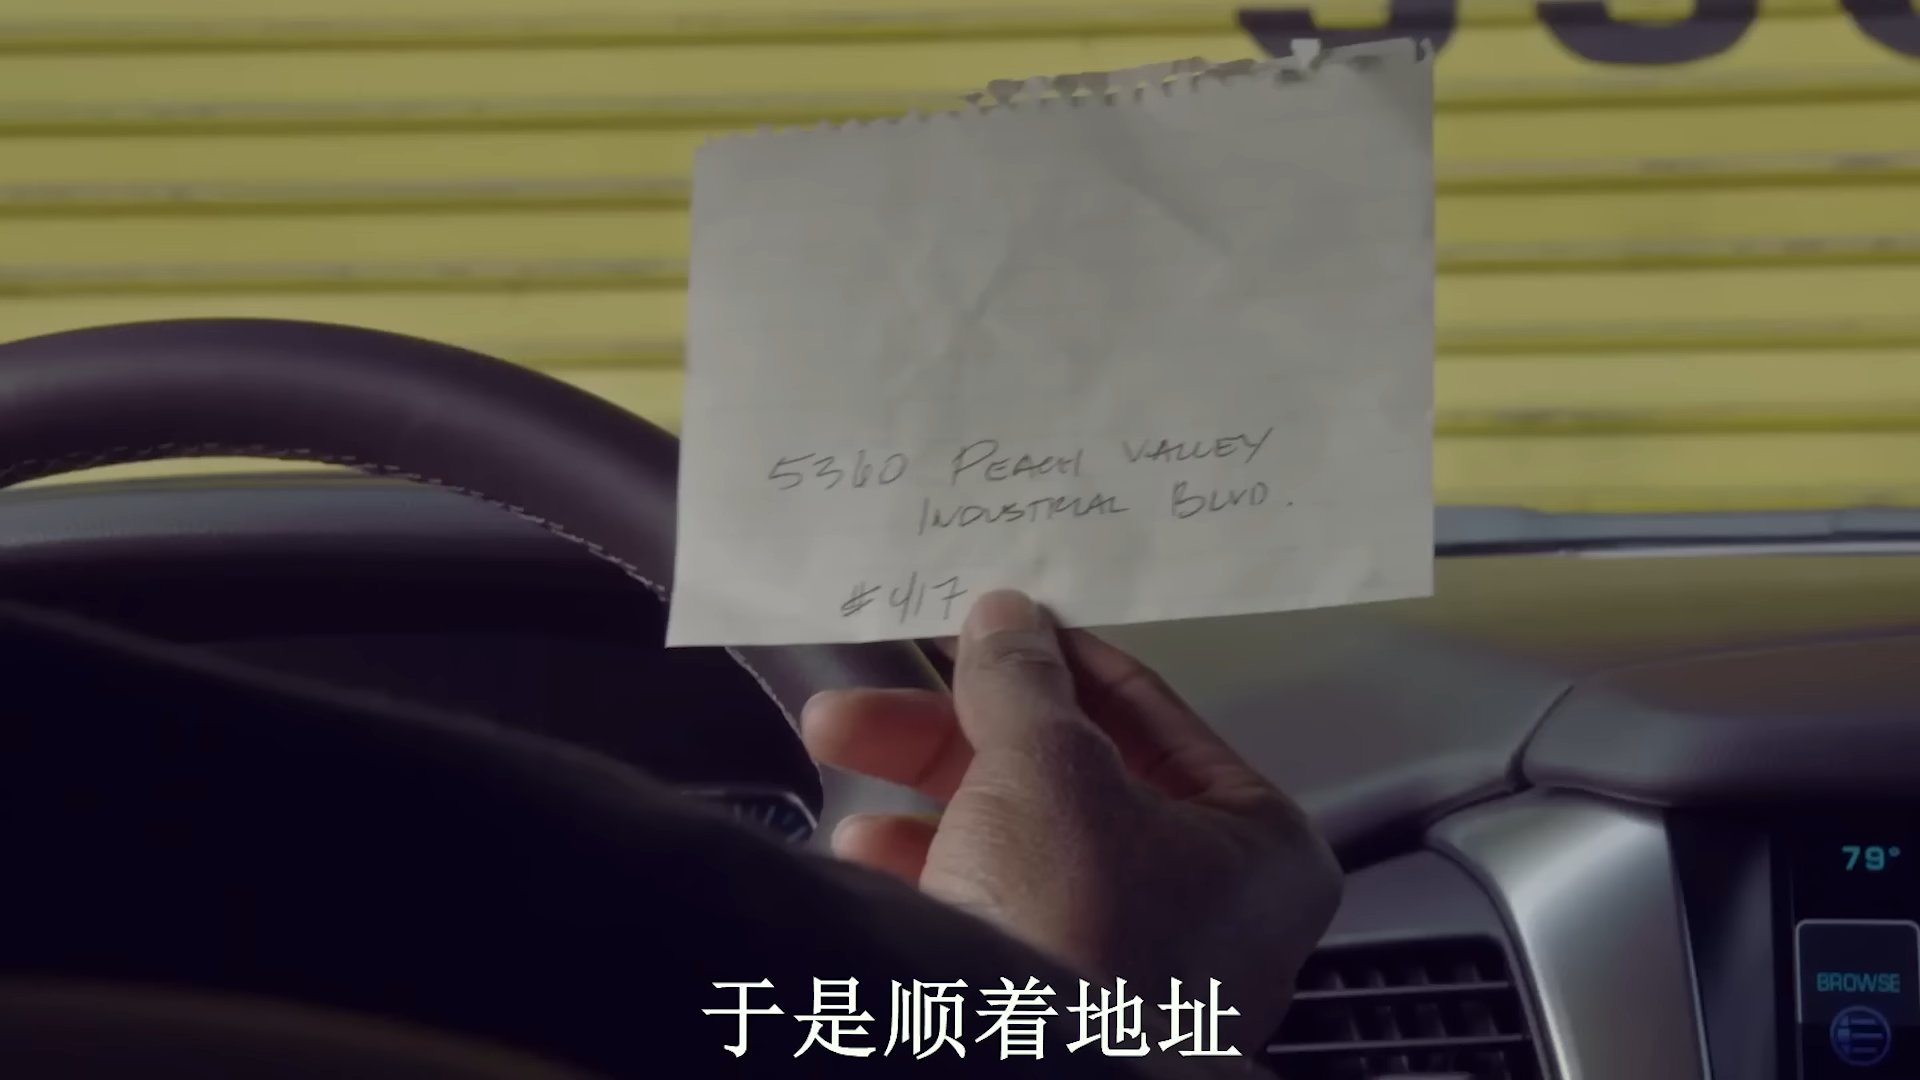 5360 PEACH VALLEY
INDUSTRIAL BLVD.
#417
79°
BROWSE
于是顺着地址